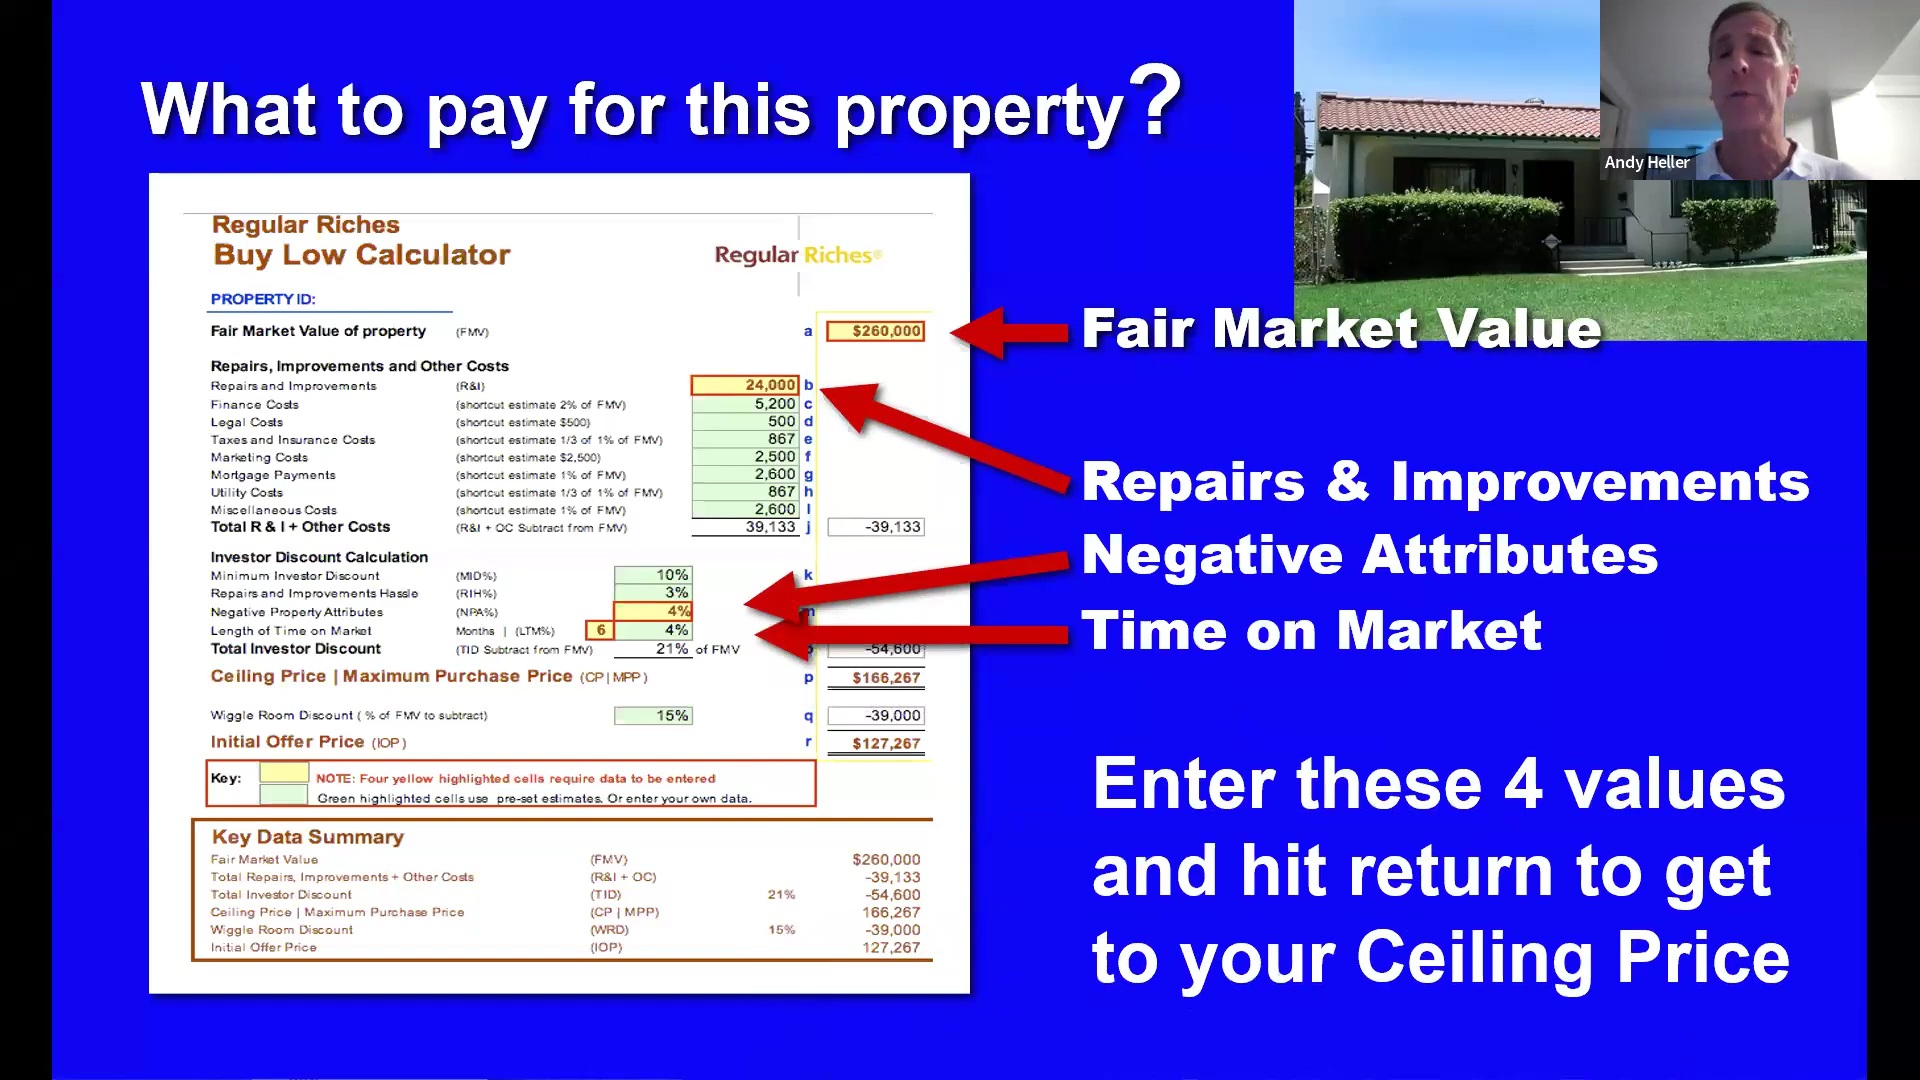 What to pay for this property?
Andy Heller
Regular Riches
Buy Low Calculator
Regular Riches®
PROPERTY ID:
Fair Market Value of property (FMV) a $260,000
Repairs, Improvements and Other Costs
Repairs and Improvements (R&I) 24,000 b
Finance Costs (shortcut estimate 2% of FMV) 5,200 c
Legal Costs (shortcut estimate $500) 500 d
Taxes and Insurance Costs (shortcut estimate 1/3 of 1% of FMV) 867 e
Marketing Costs (shortcut estimate $2,500) 2,500 f
Mortgage Payments (shortcut estimate 1% of FMV) 2,600 g
Utility Costs (shortcut estimate 1/3 of 1% of FMV) 867 h
Miscellaneous Costs (shortcut estimate 1% of FMV) 2,600 I
Total R & I + Other Costs (R&I + OC Subtract from FMV) 39,133 j -39,133
Investor Discount Calculation
Minimum Investor Discount (MID%) 10% k
Repairs and Improvements Hassle (RIH%) 3%
Negative Property Attributes (NPA%) 4%
Length of Time on Market Months | (LTM%) 6 4%
Total Investor Discount (TID Subtract from FMV) 21% of FMV -54,600
Ceiling Price | Maximum Purchase Price (CP | MPP) p $166,267
Wiggle Room Discount ( % of FMV to subtract) 15% q -39,000
Initial Offer Price (IOP) r $127,267
Key: NOTE: Four yellow highlighted cells require data to be entered
Green highlighted cells use pre-set estimates. Or enter your own data.
Key Data Summary
Fair Market Value (FMV) $260,000
Total Repairs, Improvements + Other Costs (R&I + OC) -39,133
Total Investor Discount (TID) 21% -54,600
Ceiling Price | Maximum Purchase Price (CP | MPP) 166,267
Wiggle Room Discount (WRD) 15% -39,000
Initial Offer Price (IOP) 127,267
Fair Market Value
Repairs & Improvements
Negative Attributes
Time on Market
Enter these 4 values
and hit return to get
to your Ceiling Price